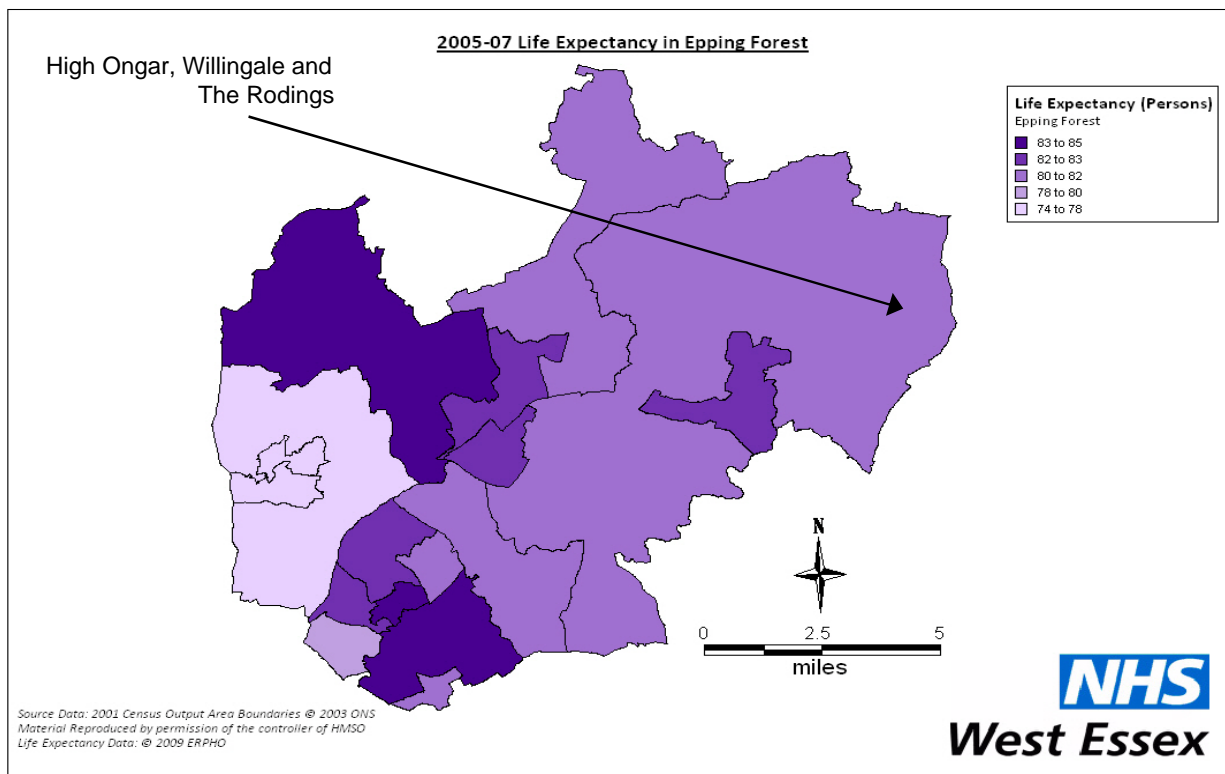 2005-07 Life Expectancy in Epping Forest
High Ongar, Willingale and
The Rodings
Life Expectancy (Persons)
Epping Forest
83 to 85
82 to 83
80 to 82
78 to 80
74 to 78
N
0 2.5 5
miles
Source Data: 2001 Census Output Area Boundaries © 2003 ONS
Material Reproduced by permission of the controller of HMSO
Life Expectancy Data: © 2009 ERPHO
NHS
West Essex